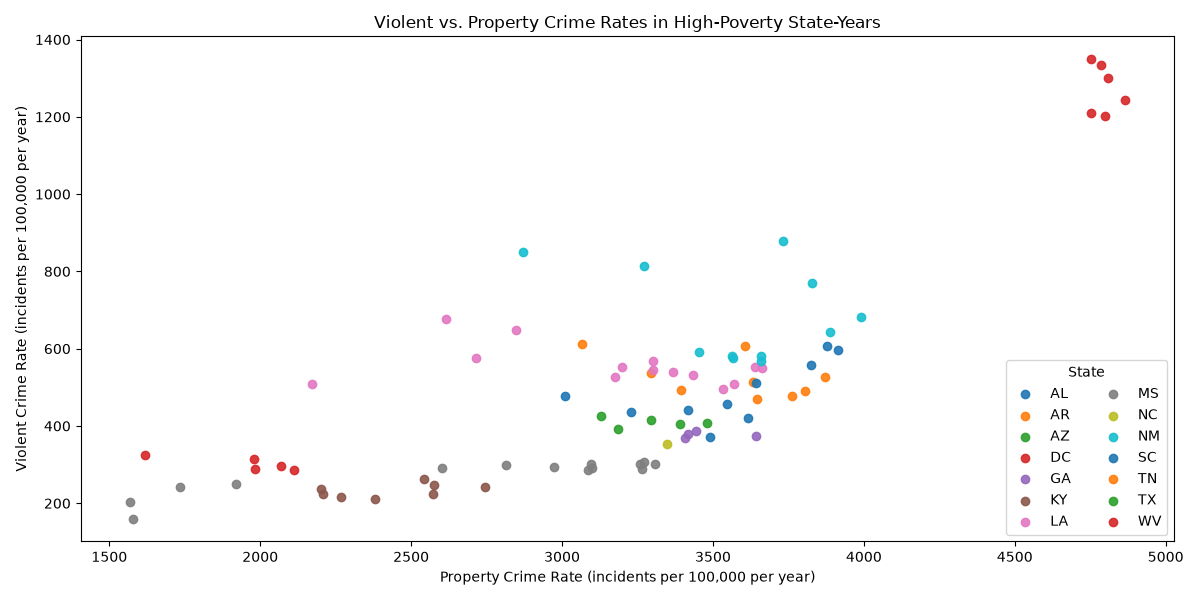 Violent vs. Property Crime Rates in High-Poverty State-Years
Violent Crime Rate (incidents per 100,000 per year)
1400
1200
1000
800
600
400
200
State
AL MS
AR NC
AZ NM
DC SC
GA TN
KY TX
LA WV
1500 2000 2500 3000 3500 4000 4500 5000
Property Crime Rate (incidents per 100,000 per year)